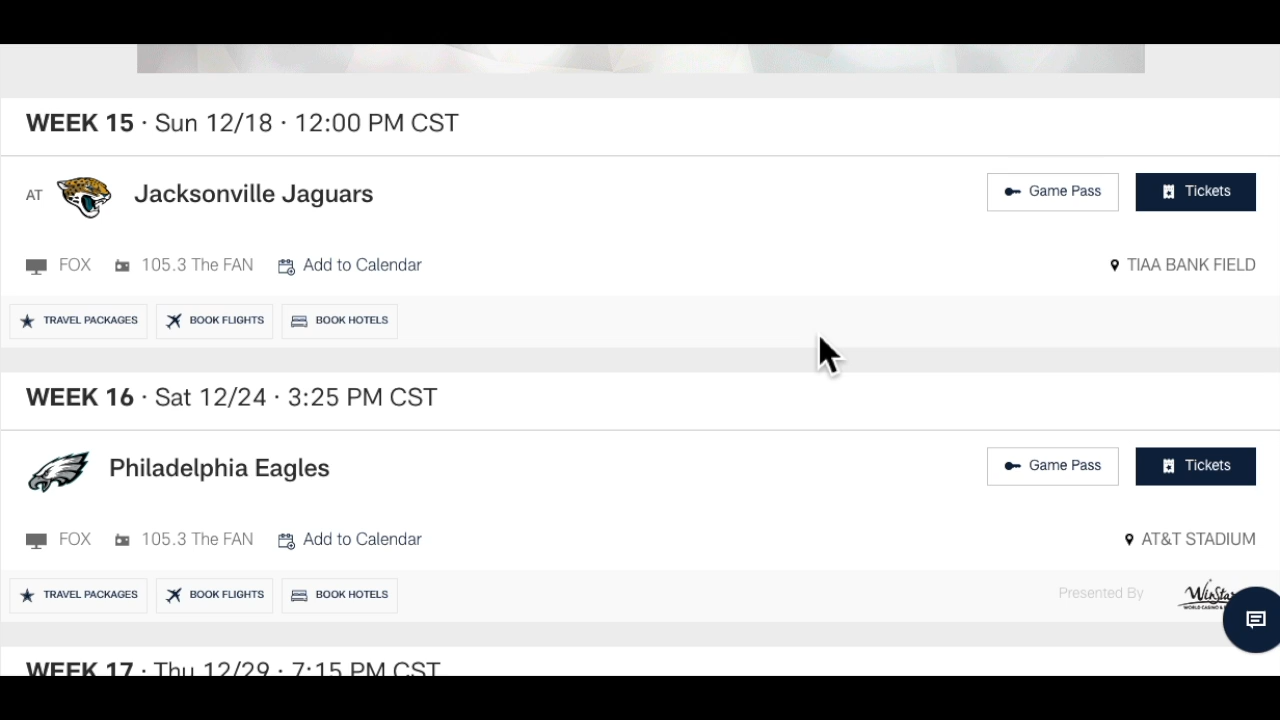 WEEK 15 · Sun 12/18 · 12:00 PM CST
AT Jacksonville Jaguars Game Pass Tickets
FOX 105.3 The FAN Add to Calendar TIAA BANK FIELD
TRAVEL PACKAGES BOOK FLIGHTS BOOK HOTELS
WEEK 16 · Sat 12/24 · 3:25 PM CST
Philadelphia Eagles Game Pass Tickets
FOX 105.3 The FAN Add to Calendar AT&T STADIUM
TRAVEL PACKAGES BOOK FLIGHTS BOOK HOTELS Presented By
WORLD CASINO &
WEEK 17 · Thu 12/29 · 7:15 PM CST